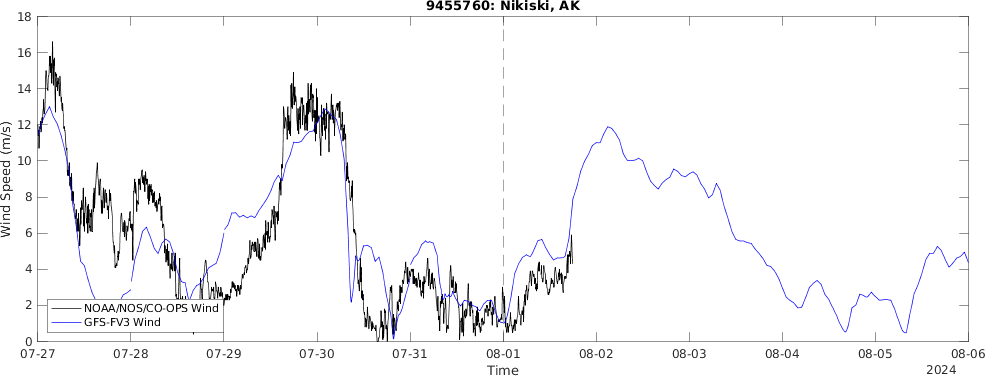 9455760: Nikiski, AK
18
16
14
12
10
8
6
4
2
0
Wind Speed (m/s)
NOAA/NOS/CO-OPS Wind
GFS-FV3 Wind
07-27 07-28 07-29 07-30 07-31 08-01 08-02 08-03 08-04 08-05 08-06
Time
2024